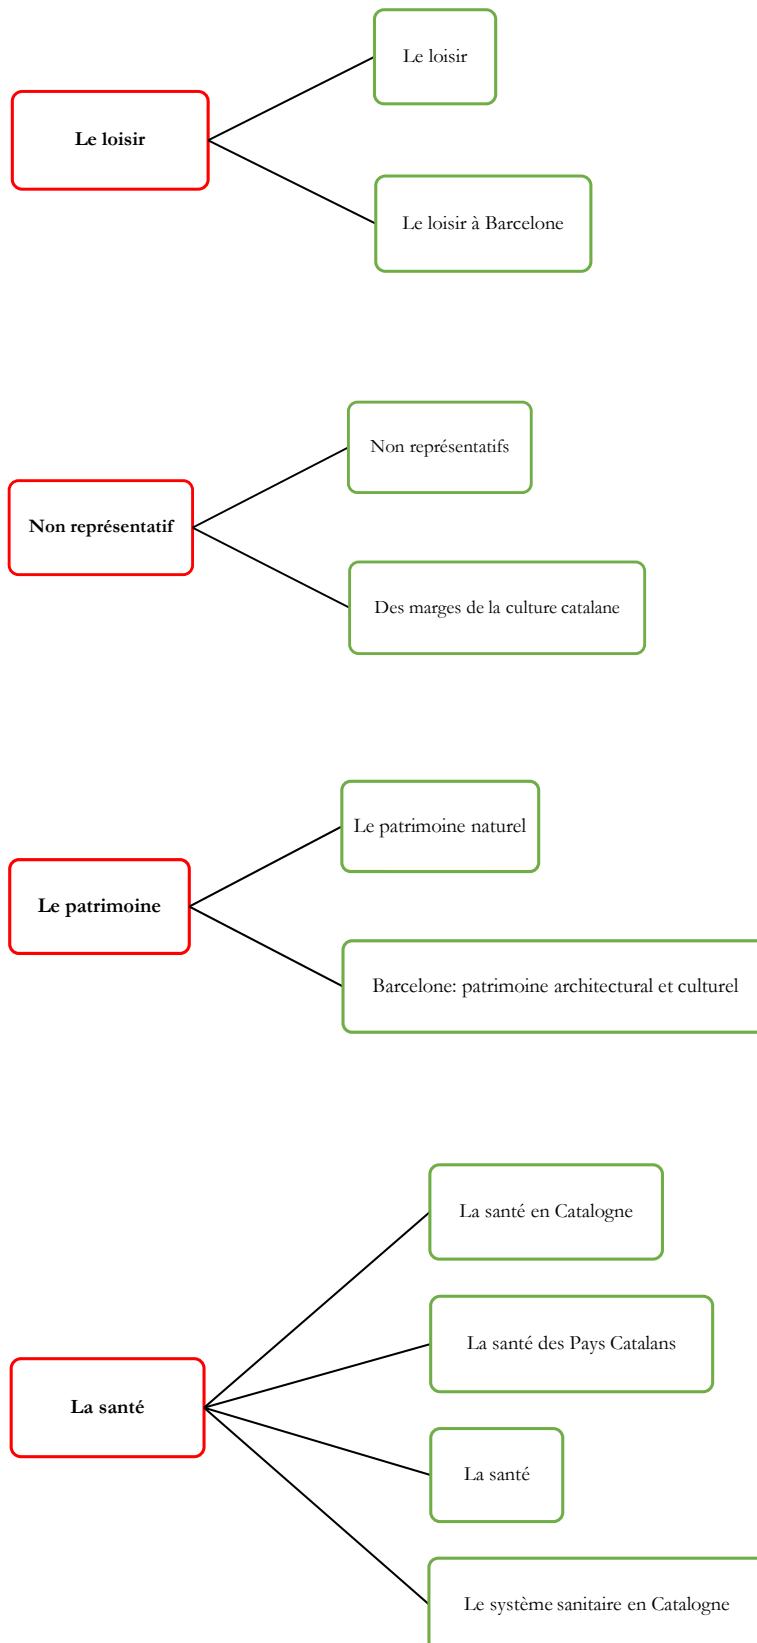 Le loisir
Le loisir
Le loisir à Barcelone
Non représentatifs
Non représentatif
Des marges de la culture catalane
Le patrimoine naturel
Le patrimoine
Barcelone: patrimoine architectural et culturel
La santé en Catalogne
La santé des Pays Catalans
La santé
La santé
Le système sanitaire en Catalogne